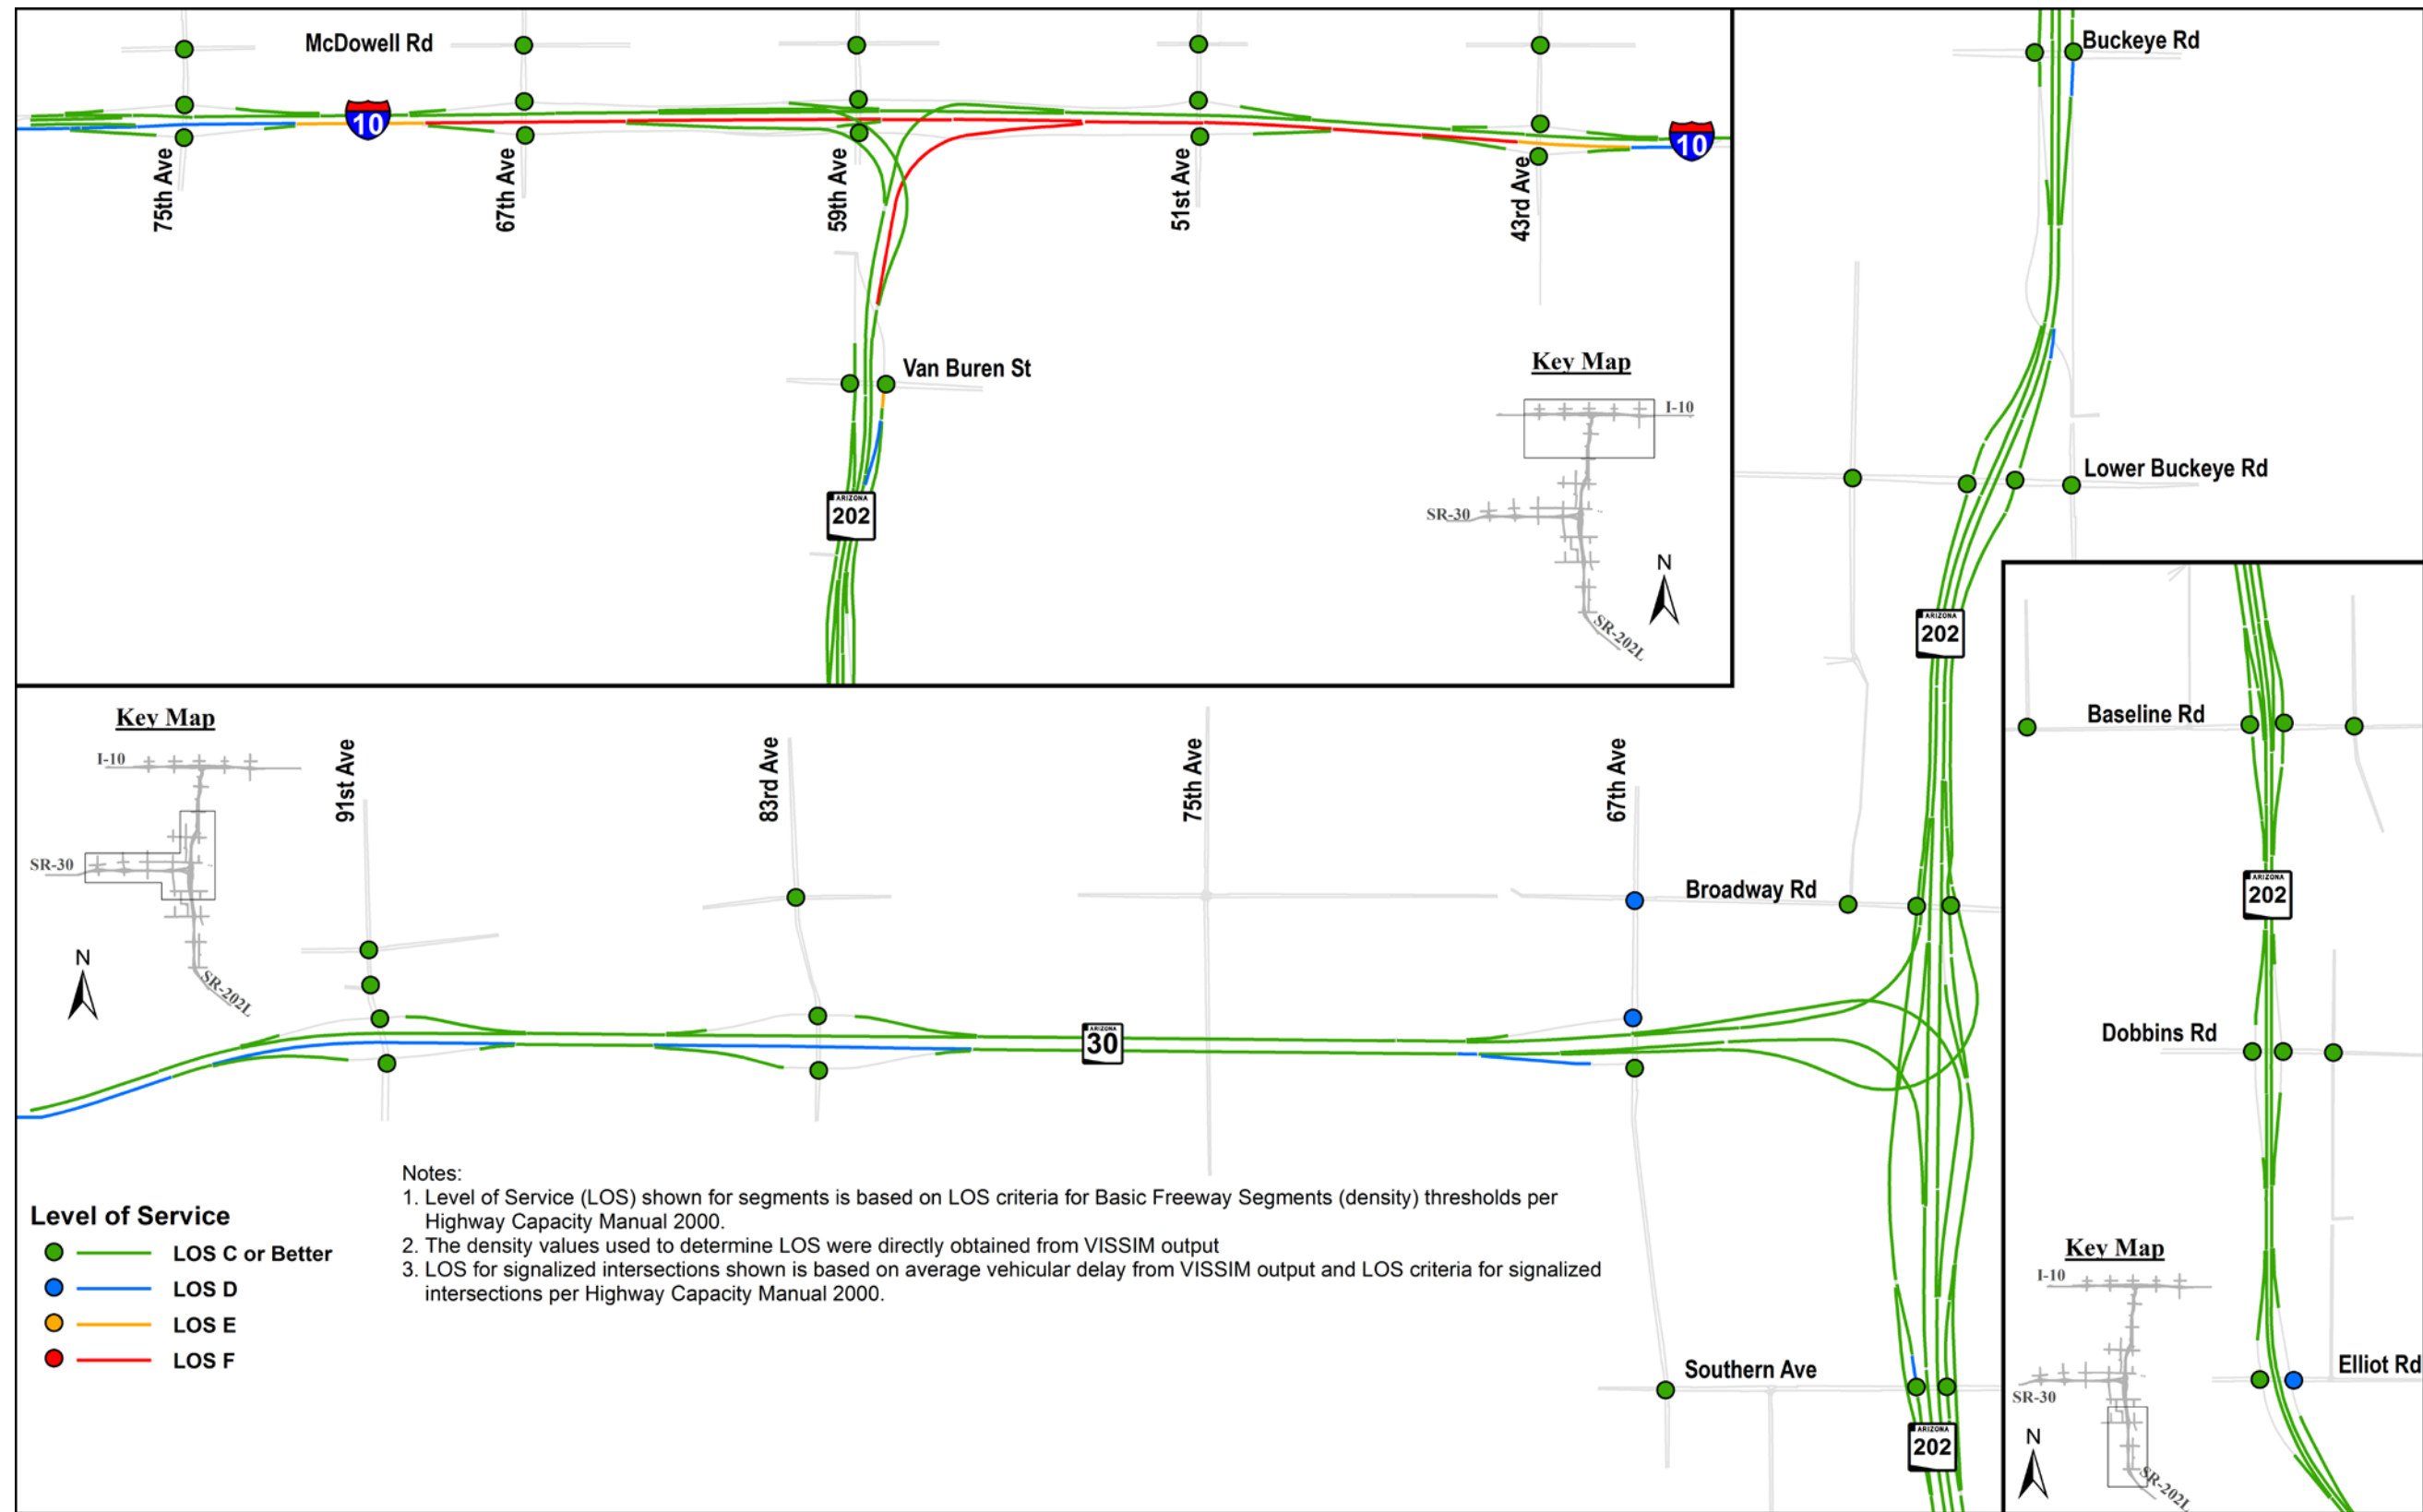 McDowell Rd
10
10
75th Ave
67th Ave
59th Ave
51st Ave
43rd Ave
Van Buren St
ARIZONA
202
Key Map
I-10
SR-30
SR-202L
N
Buckeye Rd
Lower Buckeye Rd
ARIZONA
202
Key Map
I-10
SR-30
SR-202L
N
91st Ave
83rd Ave
75th Ave
67th Ave
Broadway Rd
ARIZONA
30
Southern Ave
ARIZONA
202
Baseline Rd
ARIZONA
202
Dobbins Rd
Elliot Rd
Key Map
I-10
SR-30
SR-202L
N
Level of Service
LOS C or Better
LOS D
LOS E
LOS F
Notes:
1. Level of Service (LOS) shown for segments is based on LOS criteria for Basic Freeway Segments (density) thresholds per
Highway Capacity Manual 2000.
2. The density values used to determine LOS were directly obtained from VISSIM output
3. LOS for signalized intersections shown is based on average vehicular delay from VISSIM output and LOS criteria for signalized
intersections per Highway Capacity Manual 2000.